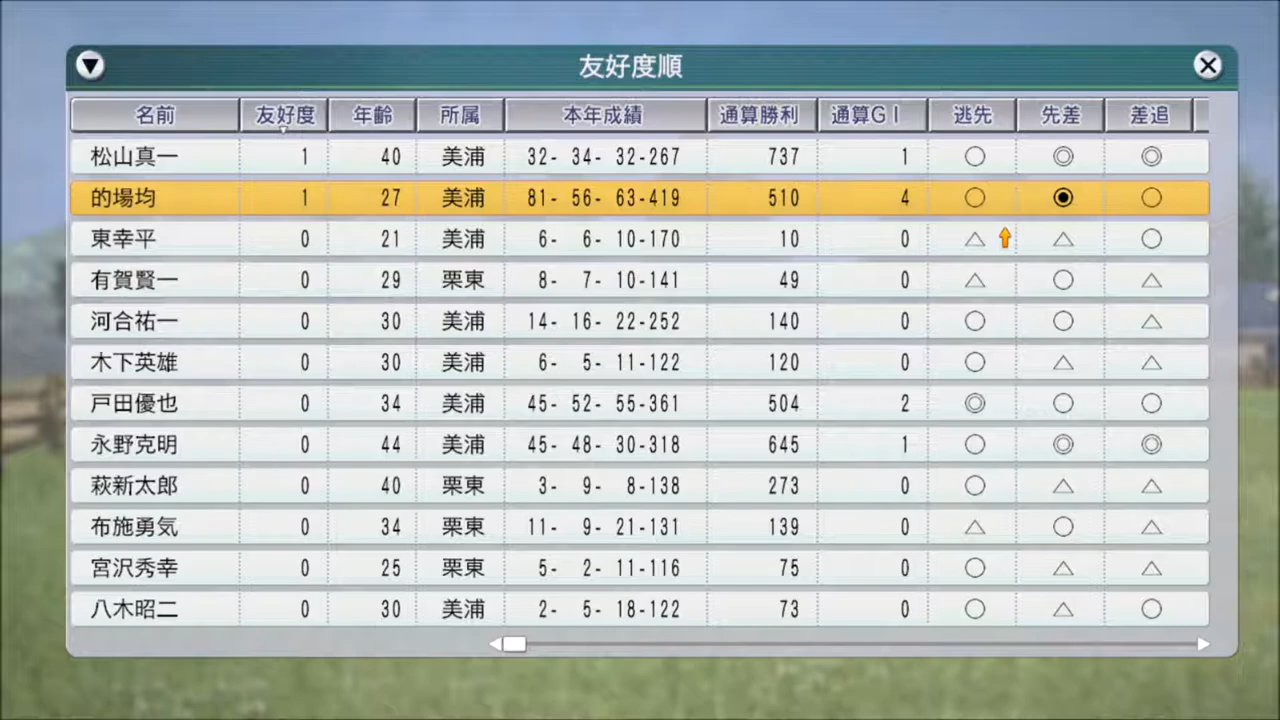 友好度順
名前 友好度 年齢 所属 本年成績 通算勝利 通算GⅠ 逃先 先差 差追
松山真一 1 40 美浦 32- 34- 32-267 737 1 ○ ◎ ◎
的場均 1 27 美浦 81- 56- 63-419 510 4 ○ ◉ ○
東幸平 0 21 美浦 6- 6- 10-170 10 0 △ △ ○
有賀賢一 0 29 栗東 8- 7- 10-141 49 0 △ ○ △
河合祐一 0 30 美浦 14- 16- 22-252 140 0 ○ ○ △
木下英雄 0 30 美浦 6- 5- 11-122 120 0 ○ △ △
戸田優也 0 34 美浦 45- 52- 55-361 504 2 ◎ ○ ○
永野克明 0 44 美浦 45- 48- 30-318 645 1 ○ ◎ ◎
萩新太郎 0 40 栗東 3- 9- 8-138 273 0 ○ △ △
布施勇気 0 34 栗東 11- 9- 21-131 139 0 △ ○ △
宮沢秀幸 0 25 栗東 5- 2- 11-116 75 0 ○ △ △
八木昭二 0 30 美浦 2- 5- 18-122 73 0 ○ △ ○